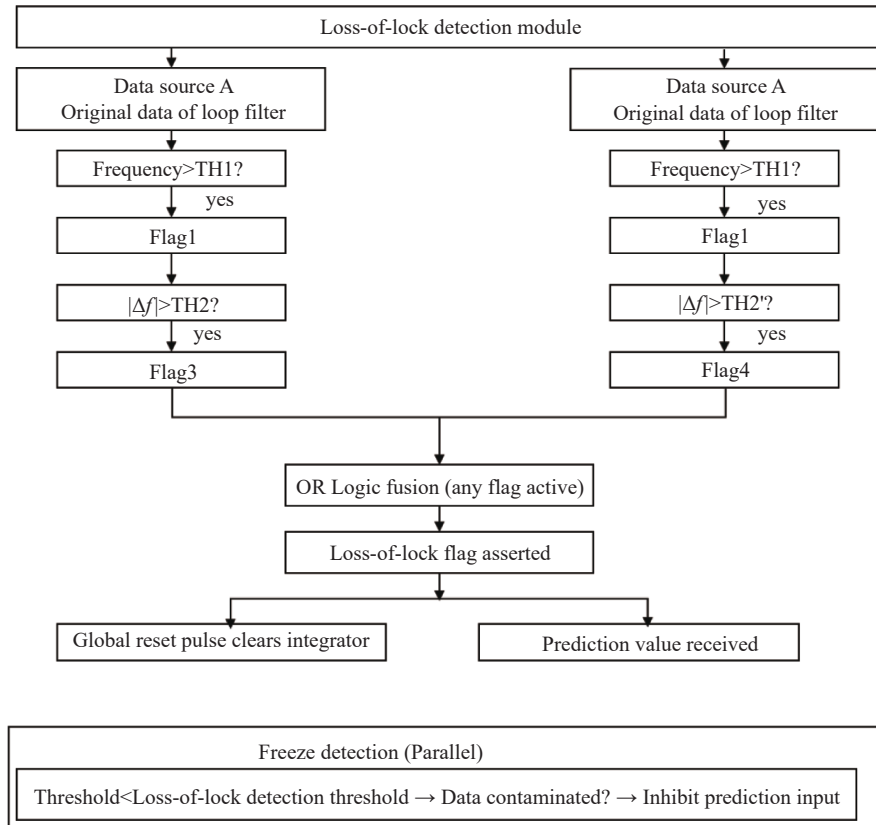 Loss-of-lock detection module
Data source A
Original data of loop filter
Frequency>TH1?
yes
Flag1
|Δf|>TH2?
yes
Flag3
Data source A
Original data of loop filter
Frequency>TH1?
yes
Flag1
|Δf|>TH2'?
yes
Flag4
OR Logic fusion (any flag active)
Loss-of-lock flag asserted
Global reset pulse clears integrator
Prediction value received
Freeze detection (Parallel)
Threshold<Loss-of-lock detection threshold → Data contaminated? → Inhibit prediction input